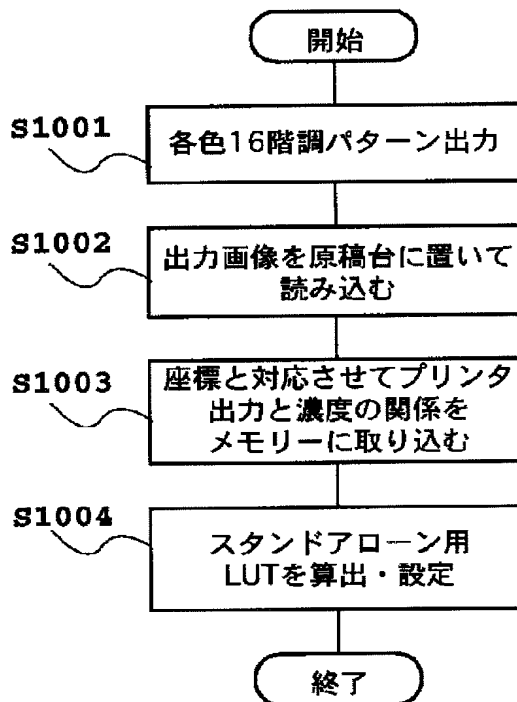 開始
S1001
各色16階調パターン出力
S1002
出力画像を原稿台に置いて
読み込む
S1003
座標と対応させてプリンタ
出力と濃度の関係を
メモリーに取り込む
S1004
スタンドアローン用
LUTを算出・設定
終了